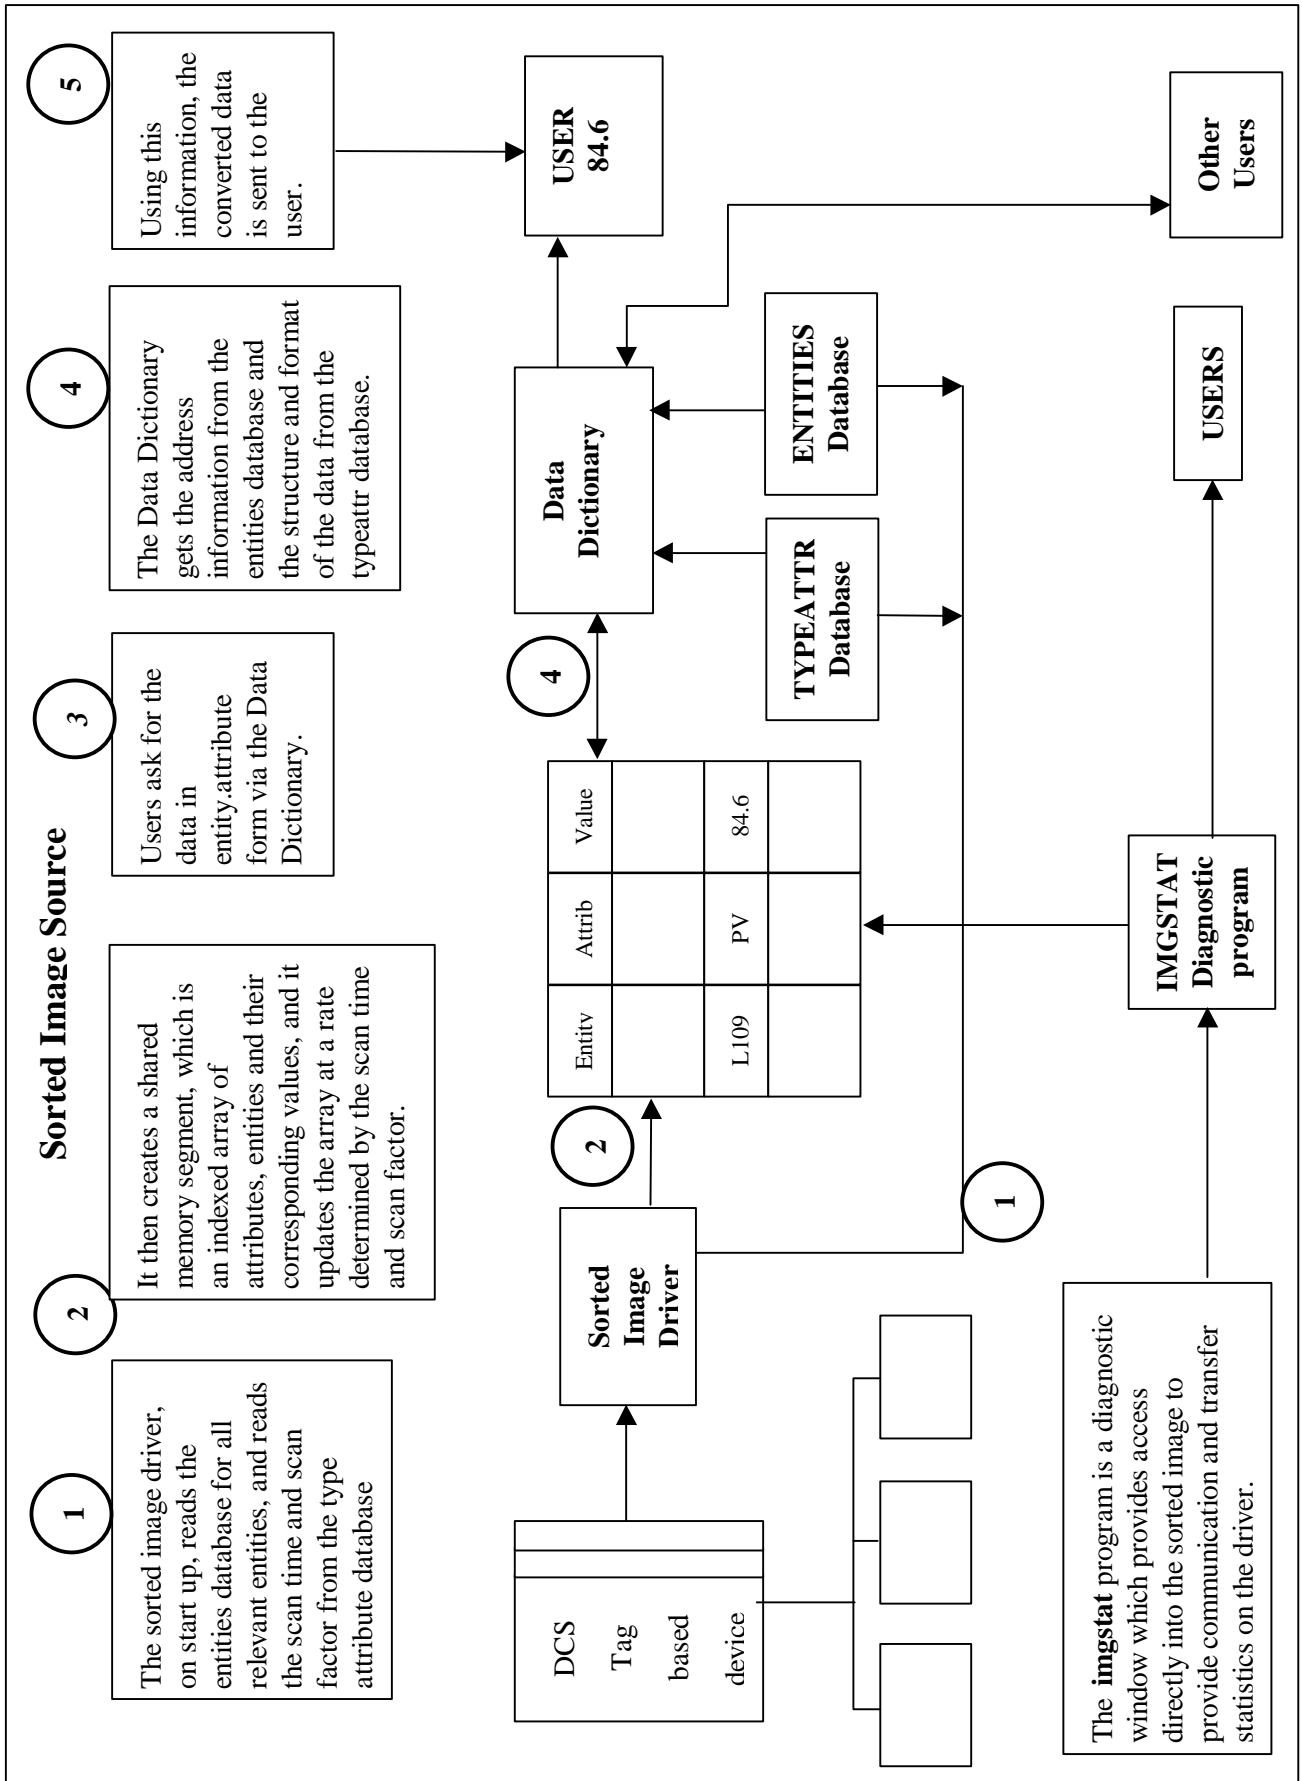 Sorted Image Source
1
The sorted image driver,
on start up, reads the
entities database for all
relevant entities, and reads
the scan time and scan
factor from the type
attribute database
2
It then creates a shared
memory segment, which is
an indexed array of
attributes, entities and their
corresponding values, and it
updates the array at a rate
determined by the scan time
and scan factor.
3
Users ask for the
data in
entity.attribute
form via the Data
Dictionary.
4
The Data Dictionary
gets the address
information from the
entities database and
the structure and format
of the data from the
typeattr database.
5
Using this
information, the
converted data
is sent to the
user.
DCS
Tag
based
device
Sorted
Image
Driver
2
Entity Attrib Value
L109 PV 84.6
4
Data
Dictionary
USER
84.6
TYPEATTR
Database
ENTITIES
Database
1
The imgstat program is a diagnostic
window which provides access
directly into the sorted image to
provide communication and transfer
statistics on the driver.
IMGSTAT
Diagnostic
program
USERS
Other
Users